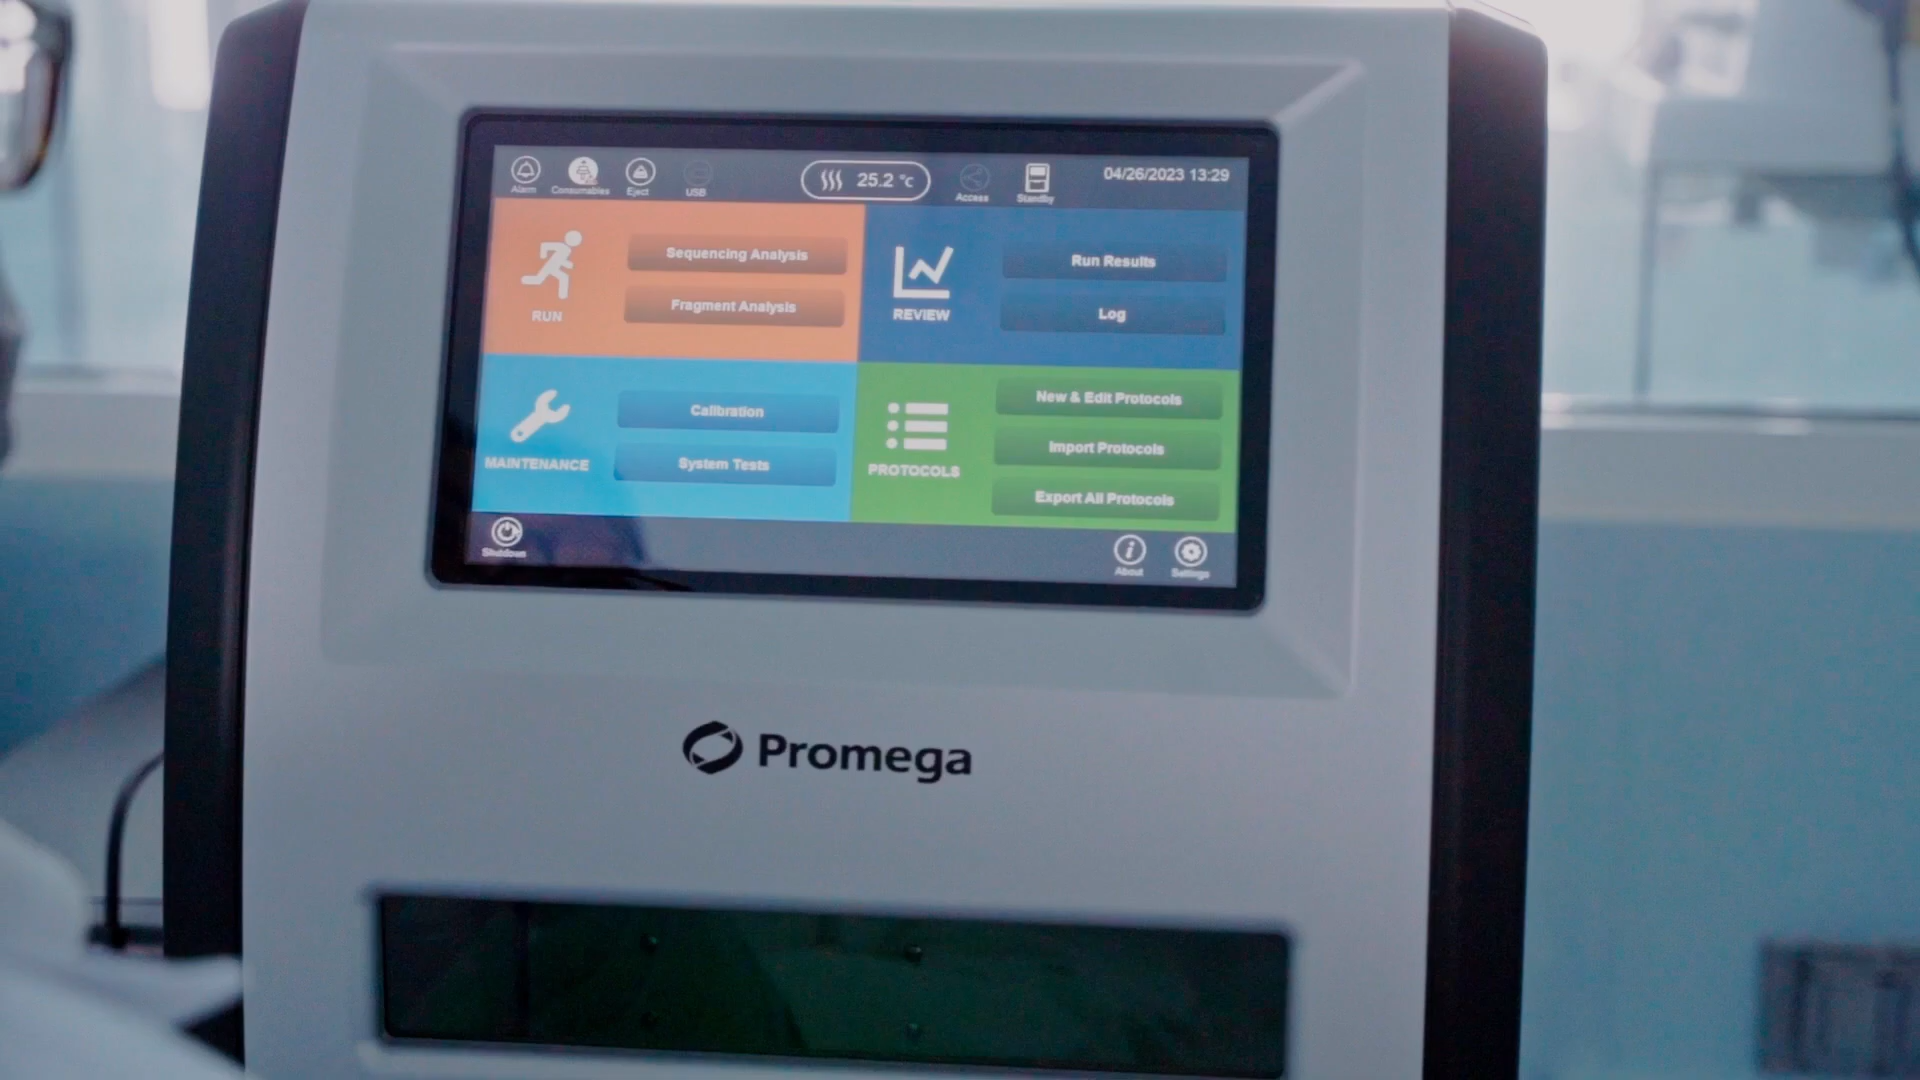 Alarm Consumables Eject USB 25.2 °C Access Standby 04/26/2023 13:29
RUN
Sequencing Analysis
Fragment Analysis
REVIEW
Run Results
Log
MAINTENANCE
Calibration
System Tests
PROTOCOLS
New & Edit Protocols
Import Protocols
Export All Protocols
Shutdown
About
Settings
Promega